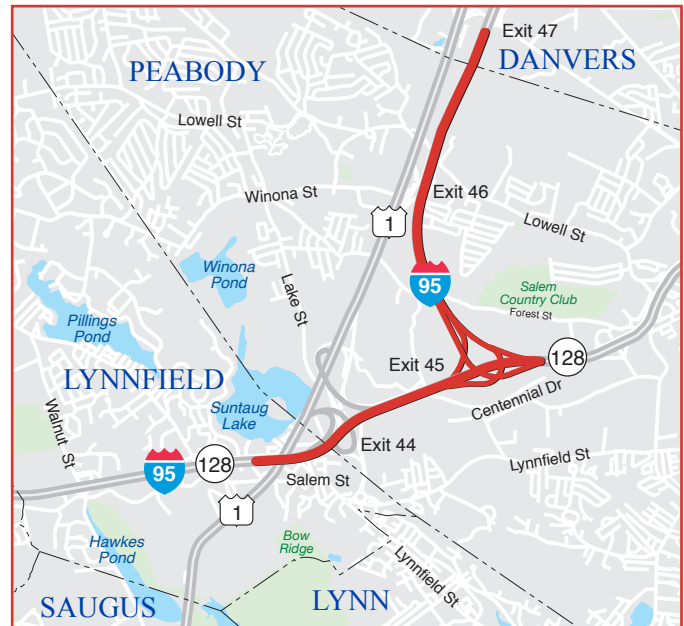 Exit 47
PEABODY
DANVERS
Lowell St
Winona St
Exit 46
1
Lowell St
Winona
Pond
95
Salem
Country Club
Forest St
Lake St
Pillings
Pond
Exit 45
128
LYNNFIELD
Centennial Dr
Suntaug
Lake
Walnut St
Exit 44
Lynnfield St
95
128
Salem St
1
Hawkes
Pond
Bow
Ridge
Lynnfield St
SAUGUS
LYNN